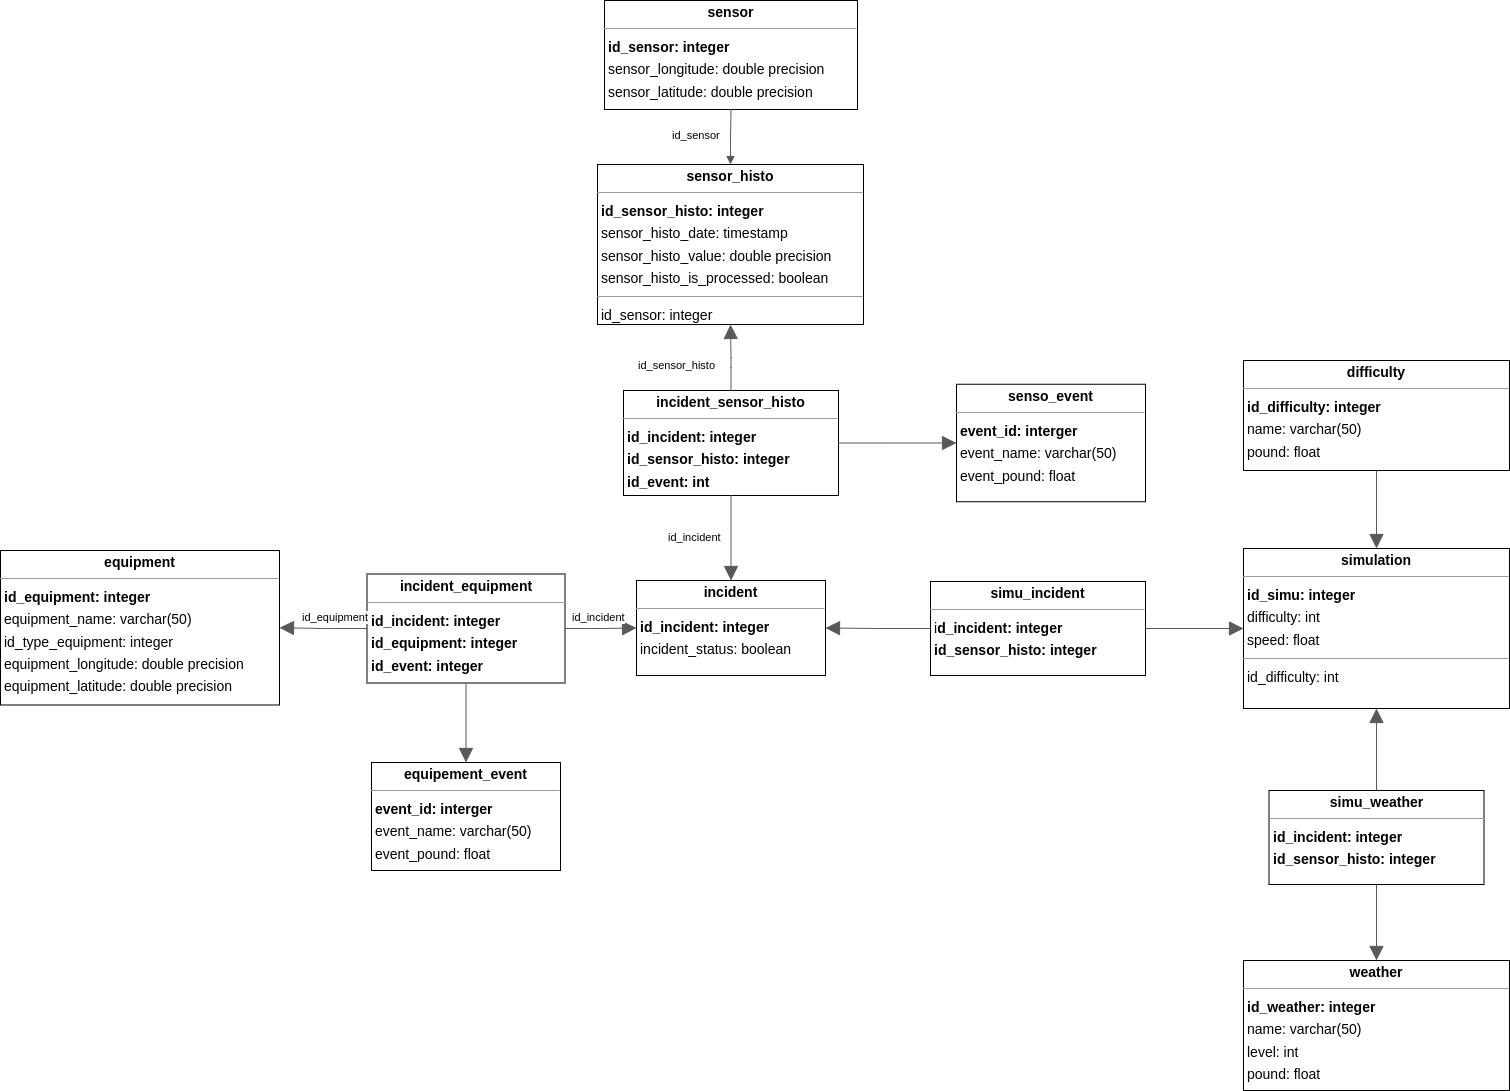 sensor
id_sensor: integer
sensor_longitude: double precision
sensor_latitude: double precision
id_sensor
sensor_histo
id_sensor_histo: integer
sensor_histo_date: timestamp
sensor_histo_value: double precision
sensor_histo_is_processed: boolean
id_sensor: integer
id_sensor_histo
incident_sensor_histo
id_incident: integer
id_sensor_histo: integer
id_event: int
senso_event
event_id: interger
event_name: varchar(50)
event_pound: float
difficulty
id_difficulty: integer
name: varchar(50)
pound: float
id_incident
equipment
id_equipment: integer
equipment_name: varchar(50)
id_type_equipment: integer
equipment_longitude: double precision
equipment_latitude: double precision
id_equipment
incident_equipment
id_incident: integer
id_equipment: integer
id_event: integer
id_incident
incident
id_incident: integer
incident_status: boolean
simu_incident
id_incident: integer
id_sensor_histo: integer
simulation
id_simu: integer
difficulty: int
speed: float
id_difficulty: int
equipement_event
event_id: interger
event_name: varchar(50)
event_pound: float
simu_weather
id_incident: integer
id_sensor_histo: integer
weather
id_weather: integer
name: varchar(50)
level: int
pound: float